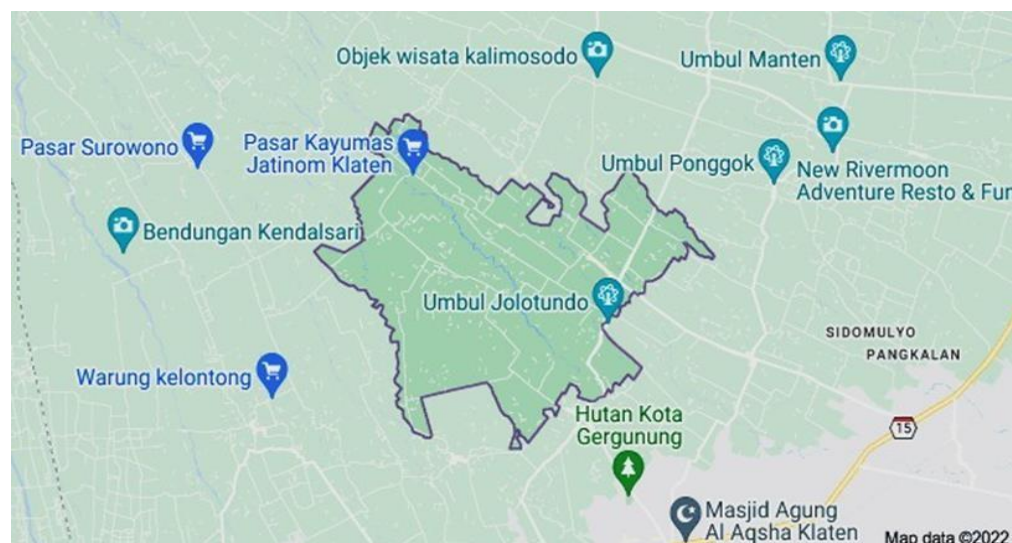 Objek wisata kalimosodo
Umbul Manten
Pasar Surowono
Pasar Kayumas
Jatinom Klaten
Umbul Ponggok
New Rivermoon
Adventure Resto & Fun
Bendungan Kendalsari
Umbul Jolotundo
SIDOMULYO
PANGKALAN
Warung kelontong
Hutan Kota
Gergunung
15
Masjid Agung
Al Aqsha Klaten
Map data ©2022